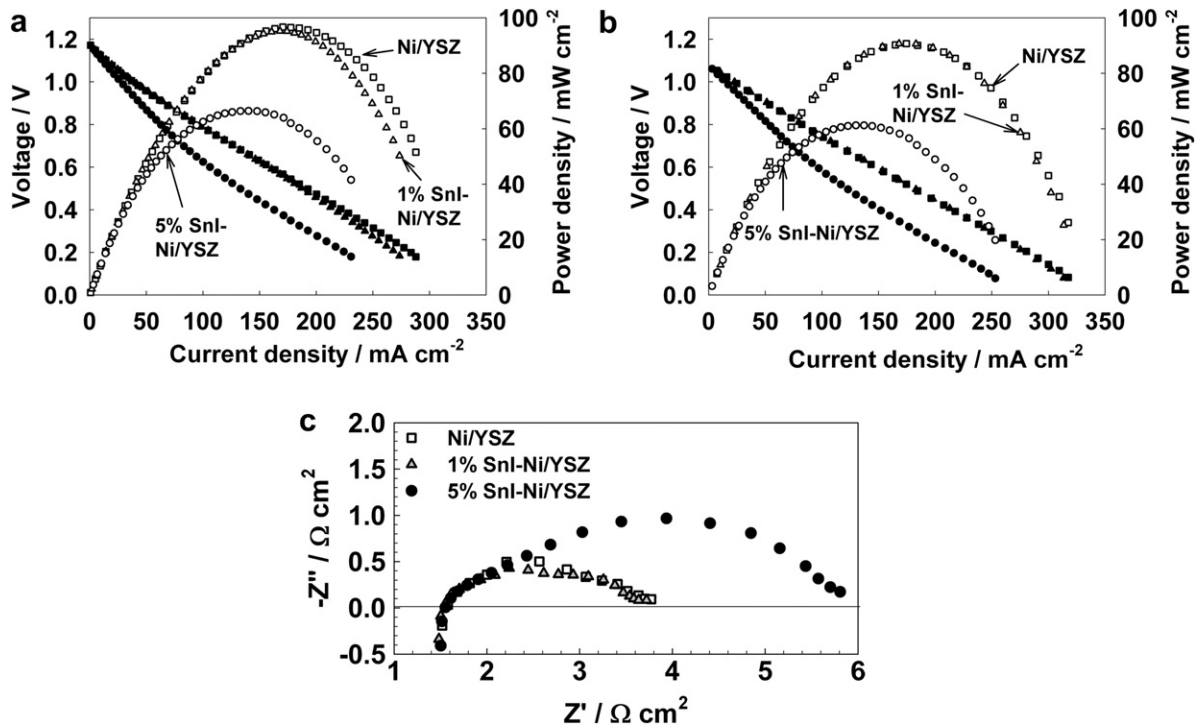 a
1.2
1.0
0.8
0.6
0.4
0.2
0.0
Voltage / V
0 50 100 150 200 250 300 350
Current density / mA cm-2
100
80
60
40
20
0
Power density / mW cm-2
Ni/YSZ
1% SnI-
Ni/YSZ
5% SnI-
Ni/YSZ
b
1.2
1.0
0.8
0.6
0.4
0.2
0.0
Voltage / V
0 50 100 150 200 250 300 350
Current density / mA cm-2
100
80
60
40
20
0
Power density / mW cm-2
Ni/YSZ
1% SnI-
Ni/YSZ
5% SnI-Ni/YSZ
c
Ni/YSZ
1% SnI-Ni/YSZ
5% SnI-Ni/YSZ
2.0
1.5
1.0
0.5
0.0
-0.5
-Z'' / Ω cm2
1 2 3 4 5 6
Z' / Ω cm2